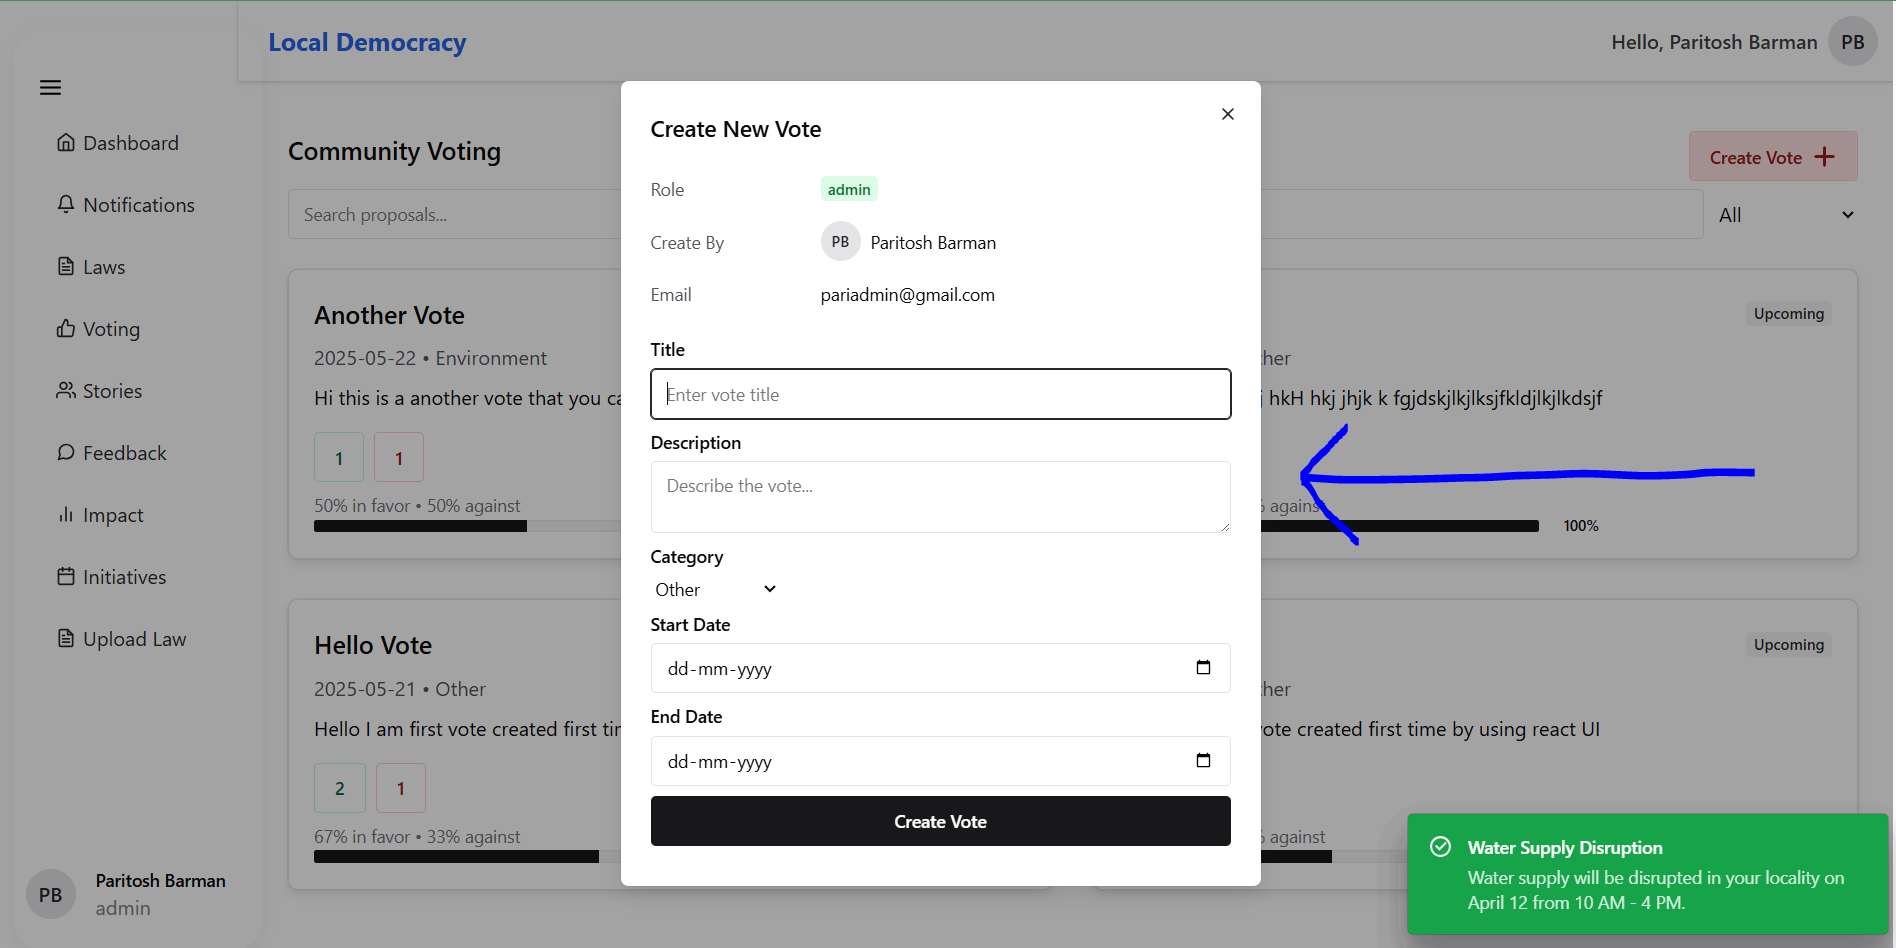 Local Democracy
Hello, Paritosh Barman PB
Dashboard
Notifications
Laws
Voting
Stories
Feedback
Impact
Initiatives
Upload Law
PB Paritosh Barman
admin
Community Voting
Create Vote
Search proposals...
All
Another Vote
2025-05-22 • Environment
Hi this is a another vote that you
1 1
50% in favor • 50% against
Hello Vote
2025-05-21 • Other
Hello I am first vote created first
2 1
67% in favor • 33% against
Create New Vote
Role admin
Create By PB Paritosh Barman
Email pariadmin@gmail.com
Title
Enter vote title
Description
Describe the vote...
Category
Other
Start Date
dd-mm-yyyy
End Date
dd-mm-yyyy
Create Vote
Upcoming
hkH hkj jhjk k fgjdskjlkjlksjfkldjlkjlkdsjf
against
100%
Upcoming
vote created first time by using react UI
against
Water Supply Disruption
Water supply will be disrupted in your locality on
April 12 from 10 AM - 4 PM.